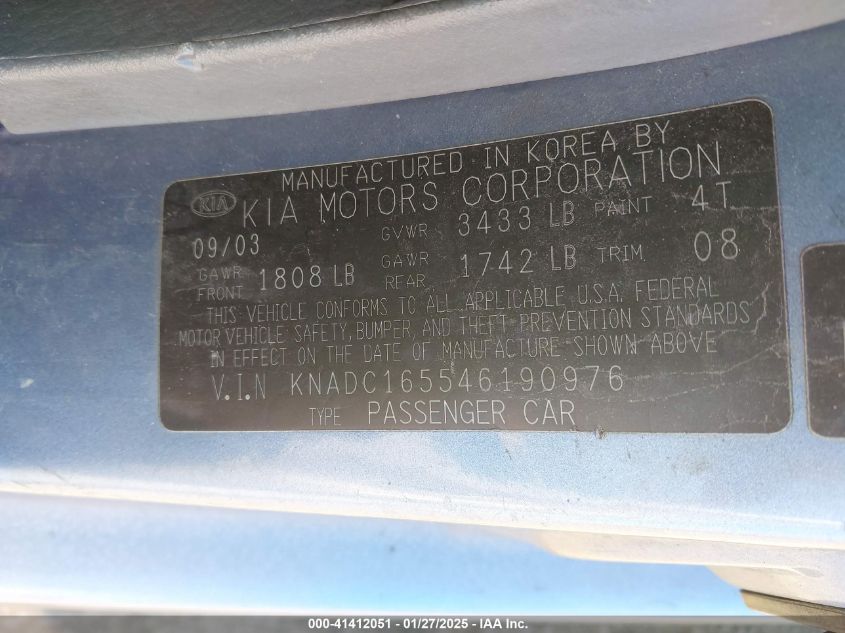 MANUFACTURED IN KOREA BY
KIA KIA MOTORS CORPORATION
09/03 GVWR 3433 LB PAINT 4T
GAWR FRONT 1808 LB GAWR REAR 1742 LB TRIM 08
THIS VEHICLE CONFORMS TO ALL APPLICABLE U.S.A. FEDERAL
MOTOR VEHICLE SAFETY, BUMPER, AND THEFT PREVENTION STANDARDS
IN EFFECT ON THE DATE OF MANUFACTURE SHOWN ABOVE
V.I.N KNADC165546190976
TYPE PASSENGER CAR
000-41412051 - 01/27/2025 - IAA Inc.